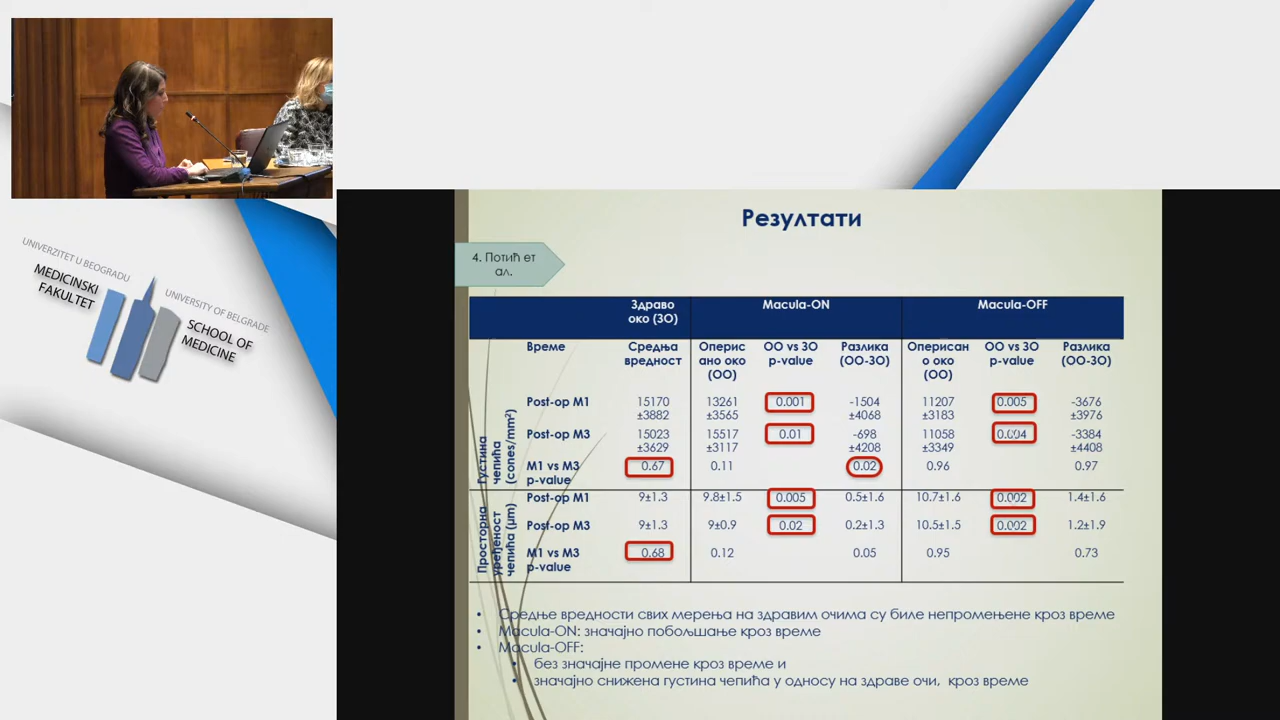 UNIVERZITET U BEOGRADU
MEDICINSKI
FAKULTET
UNIVERSITY OF BELGRADE
SCHOOL OF
MEDICINE
Резултати
4. Потић ет
ал.
Здраво
око (ЗО)
Macula-ON
Macula-OFF
Време
Средња
вредност
Оперис
ано око
(ОО)
ОО vs ЗО
p-value
Разлика
(ОО-ЗО)
Оперисан
о око
(ОО)
ОО vs ЗО
p-value
Разлика
(ОО-ЗО)
Густина
чепића
(cones/mm²)
Post-op M1 15170 13261 0.001 -1504 11207 0.005 -3676
±3882 ±3565 ±4068 ±3183 ±3976
Post-op M3 15023 15517 0.01 -698 11058 0.004 -3384
±3629 ±3117 ±4208 ±3349 ±4408
M1 vs M3 0.67 0.11 0.02 0.96 0.97
p-value
Просторна
уређеност
чепића (μm)
Post-op M1 9±1.3 9.8±1.5 0.005 0.5±1.6 10.7±1.6 0.002 1.4±1.6
Post-op M3 9±1.3 9±0.9 0.02 0.2±1.3 10.5±1.5 0.002 1.2±1.9
M1 vs M3 0.68 0.12 0.05 0.95 0.73
p-value
• Средње вредности свих мерења на здравим очима су биле непромењене кроз време
• Macula-ON: значајно побољшање кроз време
• Macula-OFF:
• без значајне промене кроз време и
• значајно снижена густина чепића у односу на здраве очи, кроз време